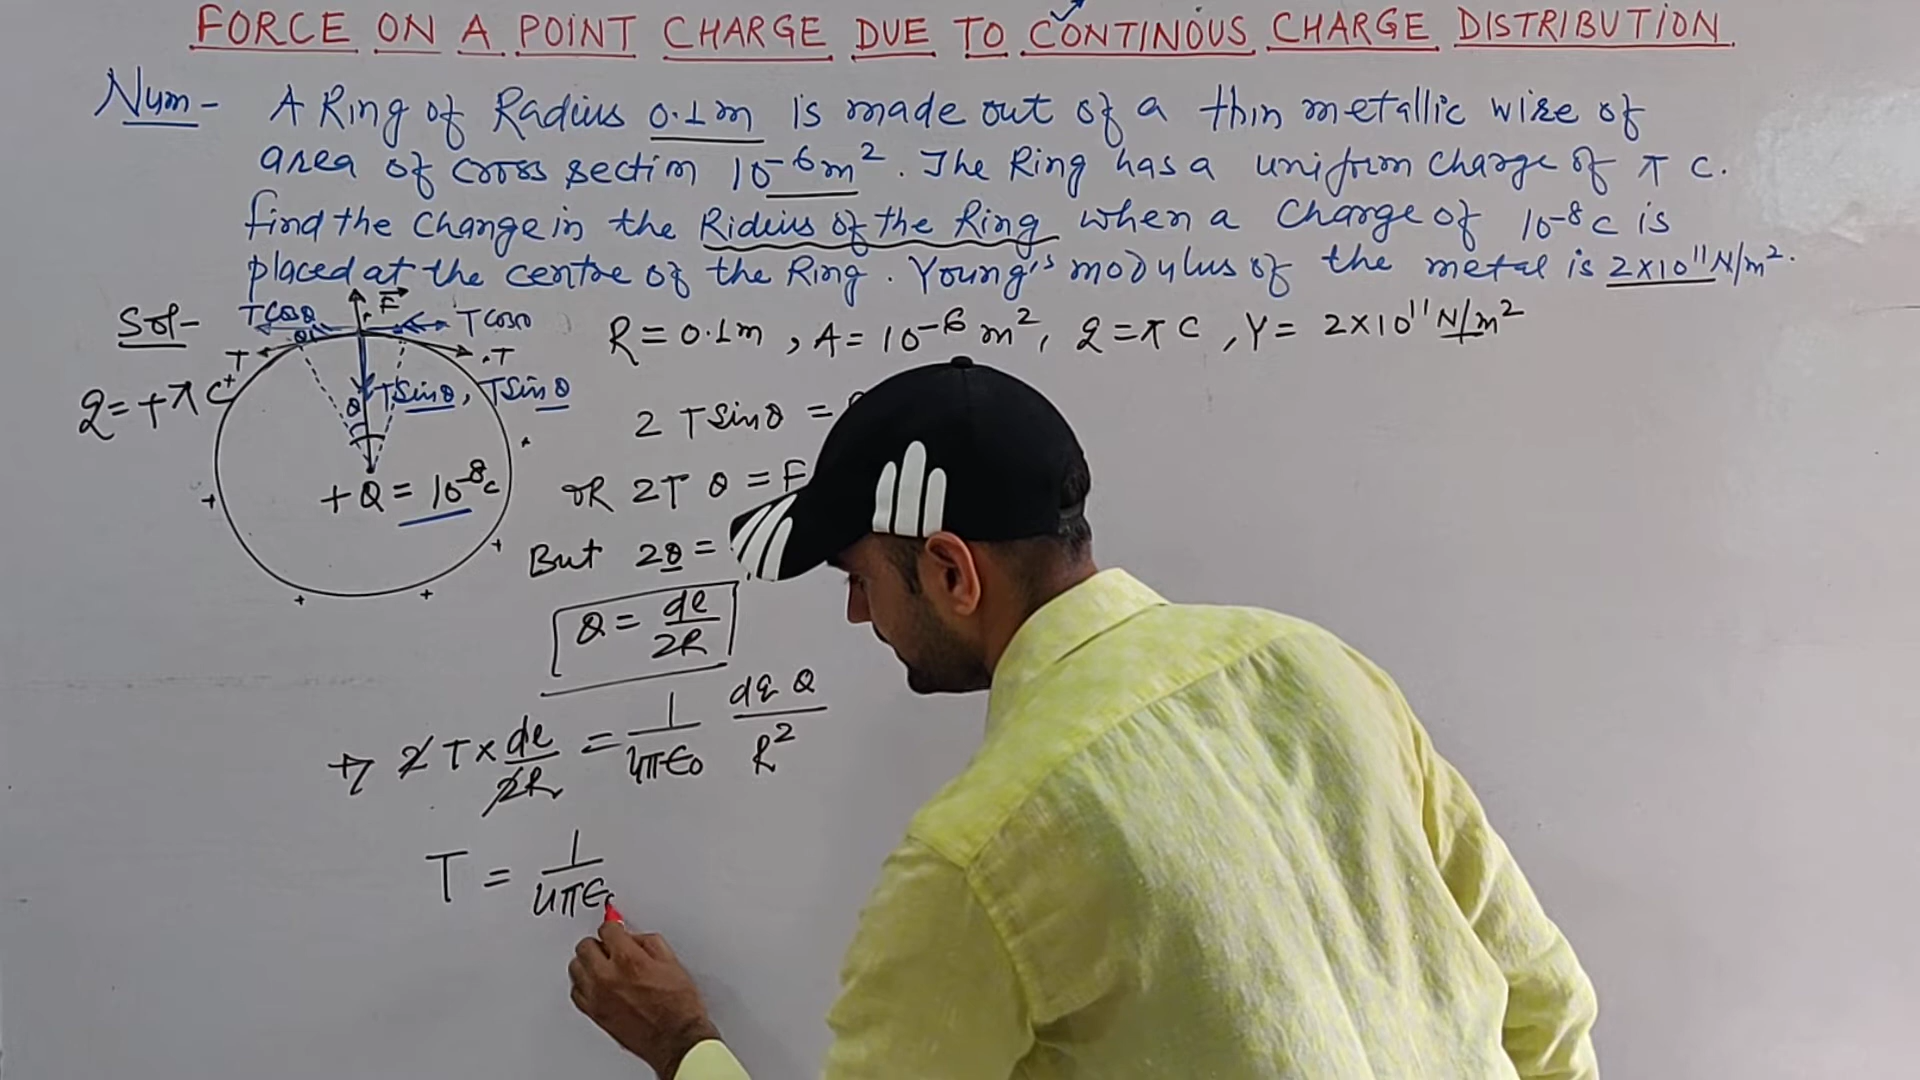 FORCE ON A POINT CHARGE DUE TO CONTINOUS CHARGE DISTRIBUTION
Num- A Ring of Radius 0.1m is made out of a thin metallic wire of
area of cross section 10⁻⁶m². The Ring has a uniform charge of π C.
find the change in the Rideius of the Ring when a charge of 10⁻⁸c is
placed at the centre of the Ring. Young's modulus of the metal is 2×10¹¹N/m².
Sol-
Tcosθ F Tcosθ
R = 0.1m, A = 10⁻⁶ m², q = π C, Y = 2×10¹¹ N/m²
θ
T T
q = +π C
Tsinθ, Tsinθ
θ
+Q = 10⁻⁸c
2 Tsinθ =
OR 2T θ = F
But 2θ =
θ = dl/2R
⇒ 2T × dl/2R = 1/4πϵ₀ dq Q/R²
T = 1/4πϵ